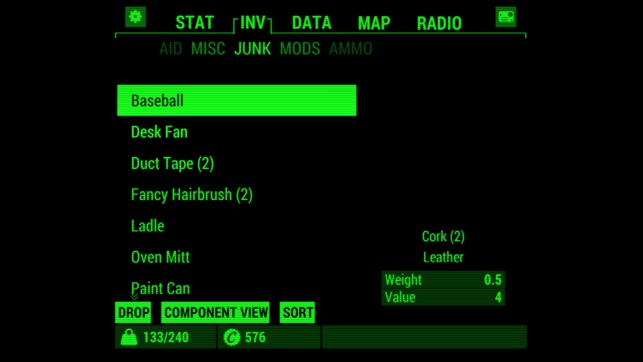 STAT INV DATA MAP RADIO
AID MISC JUNK MODS AMMO
Baseball
Desk Fan
Duct Tape (2)
Fancy Hairbrush (2)
Ladle
Oven Mitt
Paint Can
Cork (2)
Leather
Weight 0.5
Value 4
DROP COMPONENT VIEW SORT
133/240 576